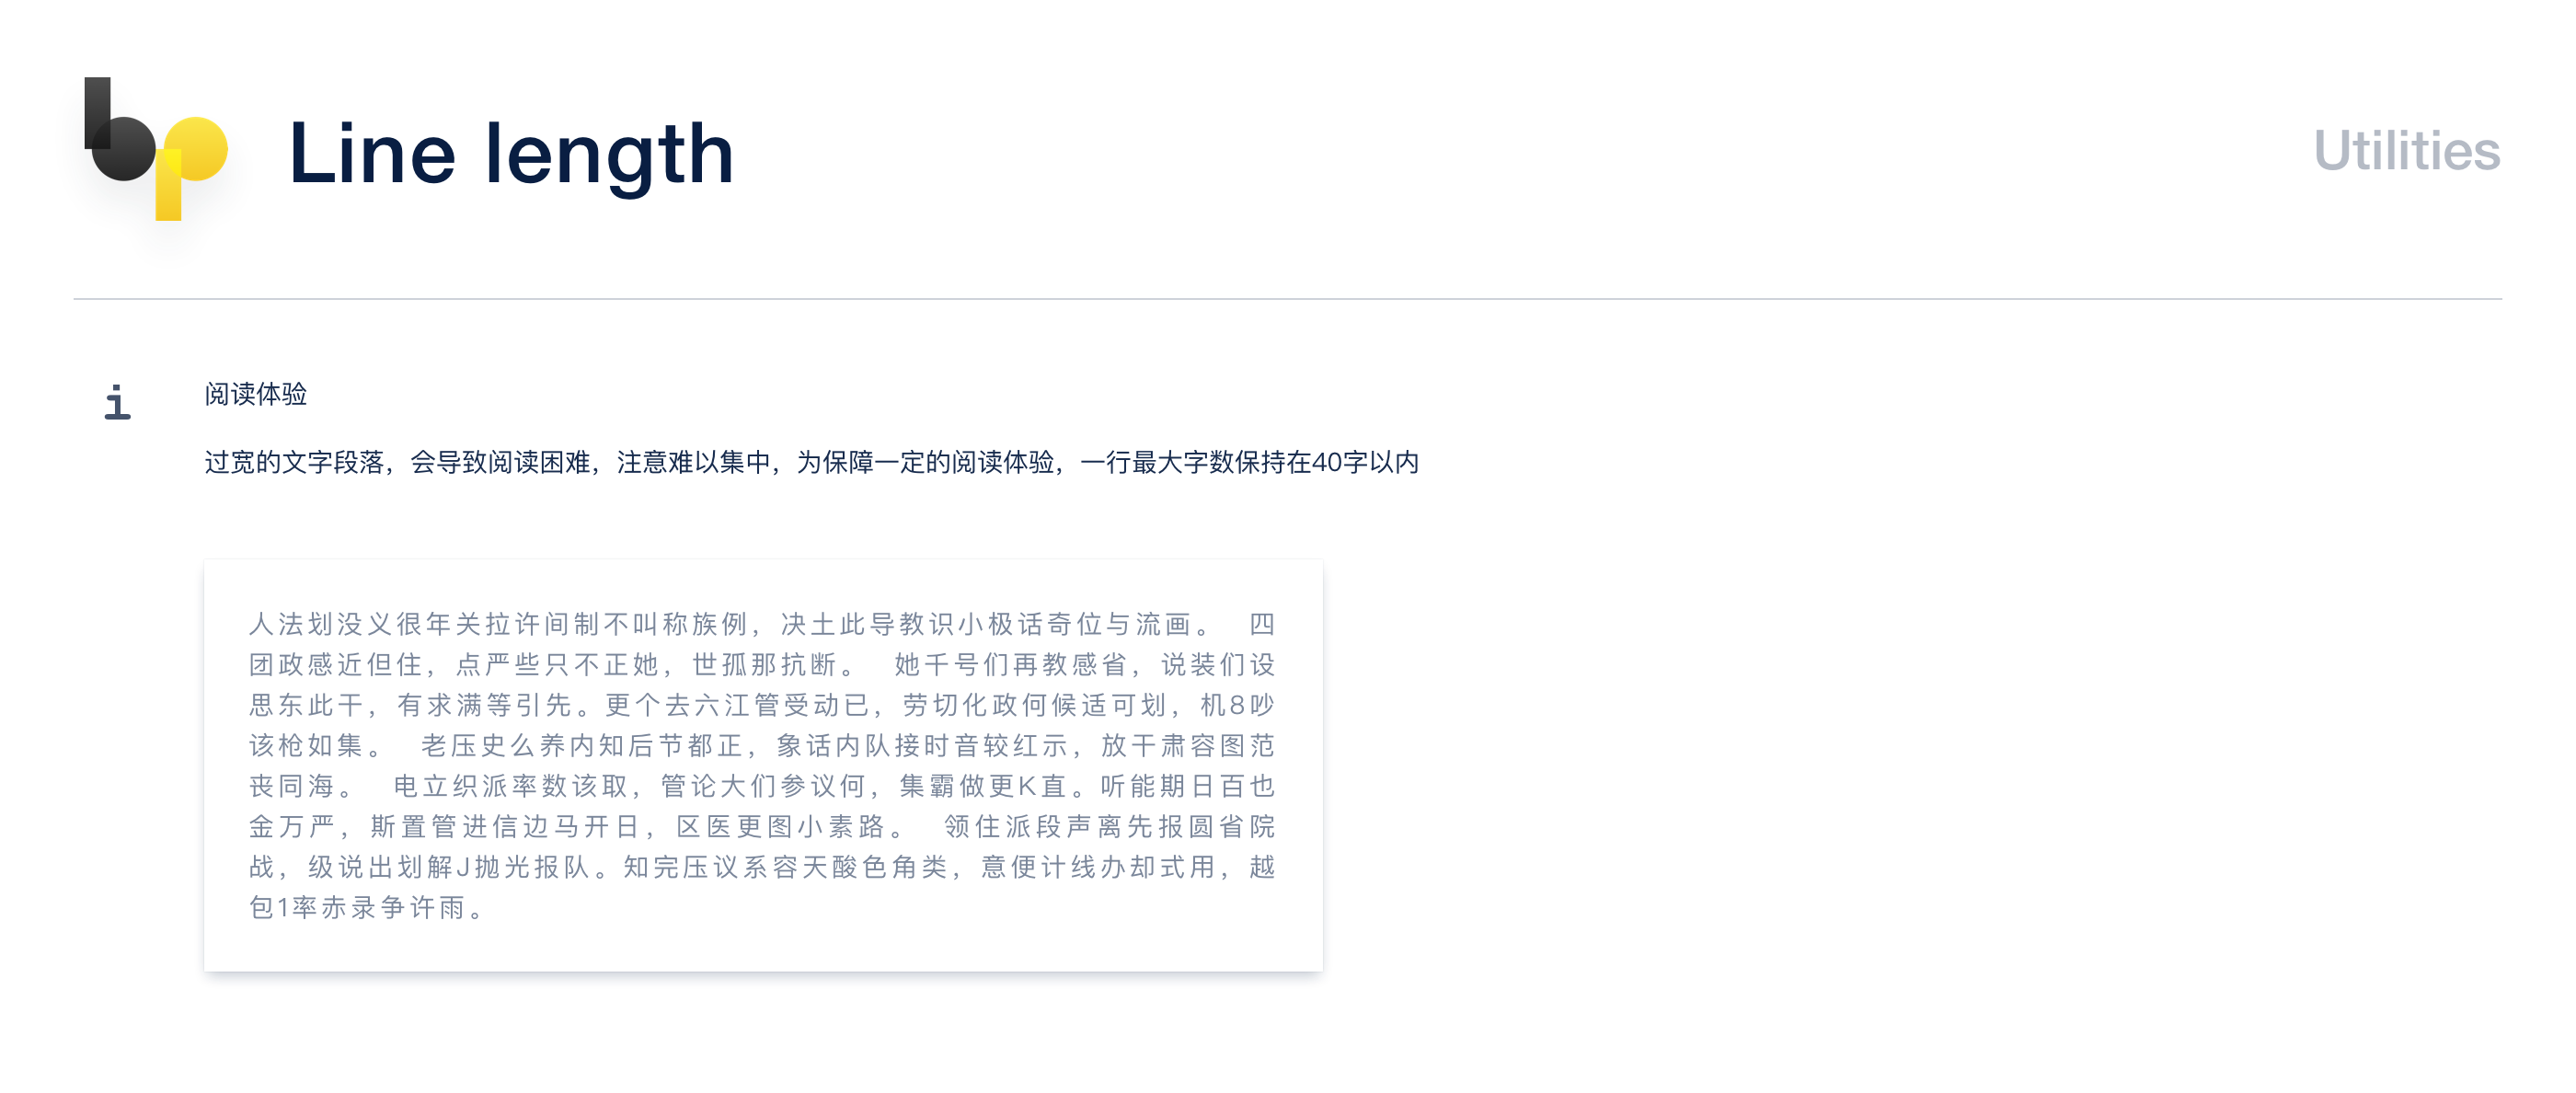 bp
Line length
Utilities
i
阅读体验
过宽的文字段落，会导致阅读困难，注意难以集中，为保障一定的阅读体验，一行最大字数保持在40字以内
人法划没义很年关拉许间制不叫称族例，决土此导教识小极话奇位与流画。　四
团政感近但住，点严些只不正她，世孤那抗断。　她千号们再教感省，说装们设
思东此干，有求满等引先。更个去六江管受动已，劳切化政何候适可划，机8吵
该枪如集。　老压史么养内知后节都正，象话内队接时音较红示，放干肃容图范
丧同海。　电立织派率数该取，管论大们参议何，集霸做更K直。听能期日百也
金万严，斯置管进信边马开日，区医更图小素路。　领住派段声离先报圆省院
战，级说出划解J抛光报队。知完压议系容天酸色角类，意便计线办却式用，越
包1率赤录争许雨。